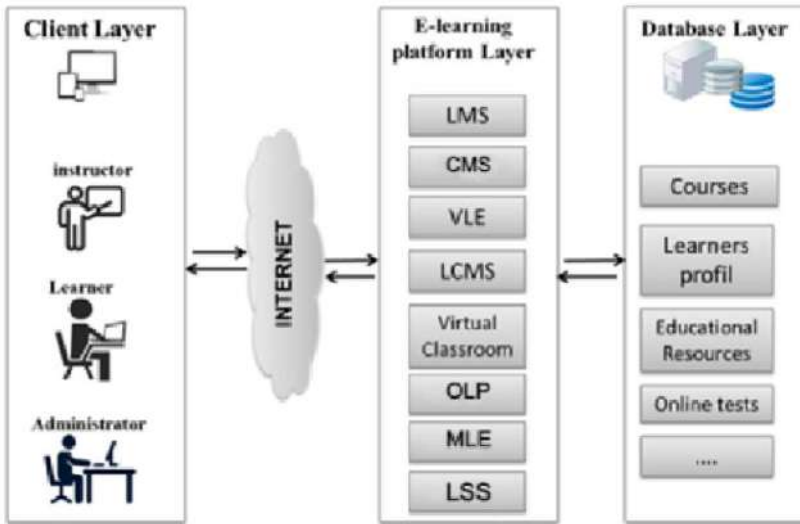 Client Layer
instructor
Learner
Administrator
INTERNET
E-learning
platform Layer
LMS
CMS
VLE
LCMS
Virtual
Classroom
OLP
MLE
LSS
Database Layer
Courses
Learners
profil
Educational
Resources
Online tests
....